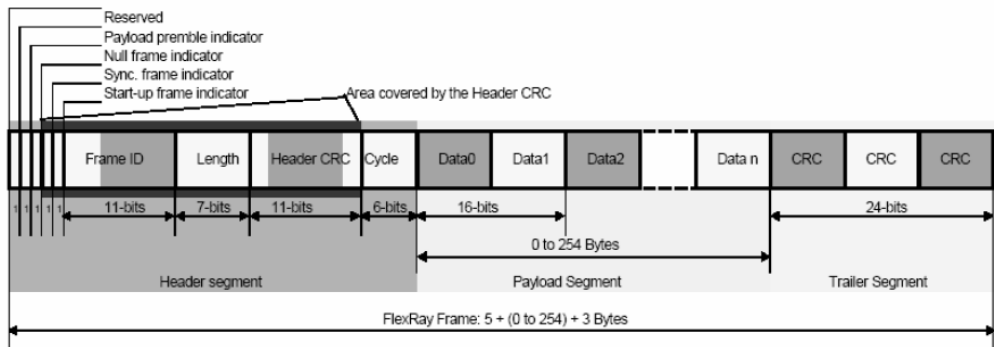 Reserved
Payload premble indicator
Null frame indicator
Sync. frame indicator
Start-up frame indicator
Area covered by the Header CRC
Frame ID Length Header CRC Cycle Data0 Data1 Data2 Data n CRC CRC CRC
1 1 1 1 1 11-bits 7-bits 11-bits 6-bits 16-bits 24-bits
0 to 254 Bytes
Header segment Payload Segment Trailer Segment
FlexRay Frame: 5 + (0 to 254) + 3 Bytes